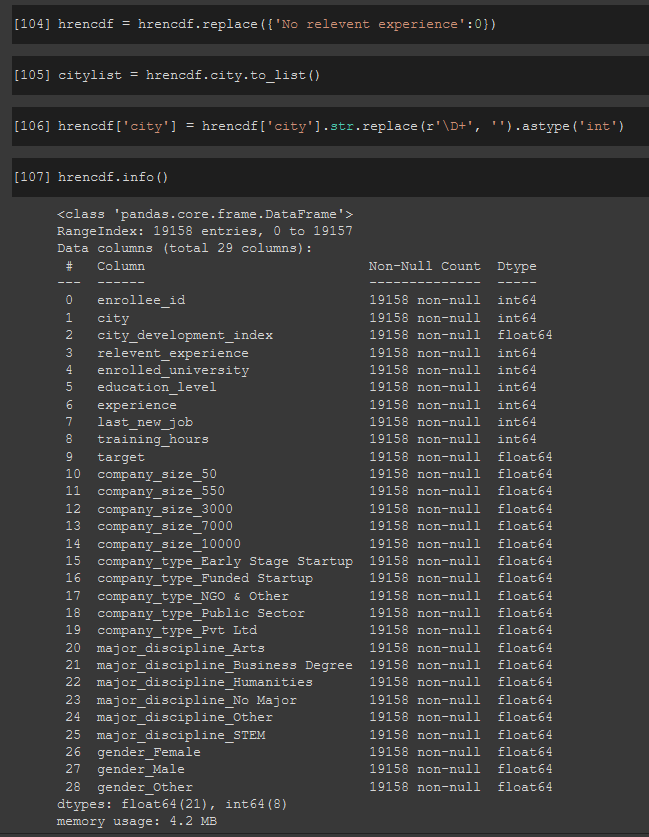 [104] hrencdf = hrencdf.replace({'No relevent experience':0})
[105] citylist = hrencdf.city.to_list()
[106] hrencdf['city'] = hrencdf['city'].str.replace(r'\D+', '').astype('int')
[107] hrencdf.info()
<class 'pandas.core.frame.DataFrame'>
RangeIndex: 19158 entries, 0 to 19157
Data columns (total 29 columns):
 #   Column                           Non-Null Count  Dtype
---  ------                           --------------  -----
 0   enrollee_id                      19158 non-null  int64
 1   city                             19158 non-null  int64
 2   city_development_index           19158 non-null  float64
 3   relevent_experience              19158 non-null  int64
 4   enrolled_university              19158 non-null  int64
 5   education_level                  19158 non-null  int64
 6   experience                       19158 non-null  int64
 7   last_new_job                     19158 non-null  int64
 8   training_hours                   19158 non-null  int64
 9   target                           19158 non-null  float64
 10  company_size_50                  19158 non-null  float64
 11  company_size_550                 19158 non-null  float64
 12  company_size_3000                19158 non-null  float64
 13  company_size_7000                19158 non-null  float64
 14  company_size_10000               19158 non-null  float64
 15  company_type_Early Stage Startup 19158 non-null  float64
 16  company_type_Funded Startup      19158 non-null  float64
 17  company_type_NGO & Other         19158 non-null  float64
 18  company_type_Public Sector       19158 non-null  float64
 19  company_type_Pvt Ltd             19158 non-null  float64
 20  major_discipline_Arts            19158 non-null  float64
 21  major_discipline_Business Degree 19158 non-null  float64
 22  major_discipline_Humanities      19158 non-null  float64
 23  major_discipline_No Major        19158 non-null  float64
 24  major_discipline_Other           19158 non-null  float64
 25  major_discipline_STEM            19158 non-null  float64
 26  gender_Female                    19158 non-null  float64
 27  gender_Male                      19158 non-null  float64
 28  gender_Other                     19158 non-null  float64
dtypes: float64(21), int64(8)
memory usage: 4.2 MB